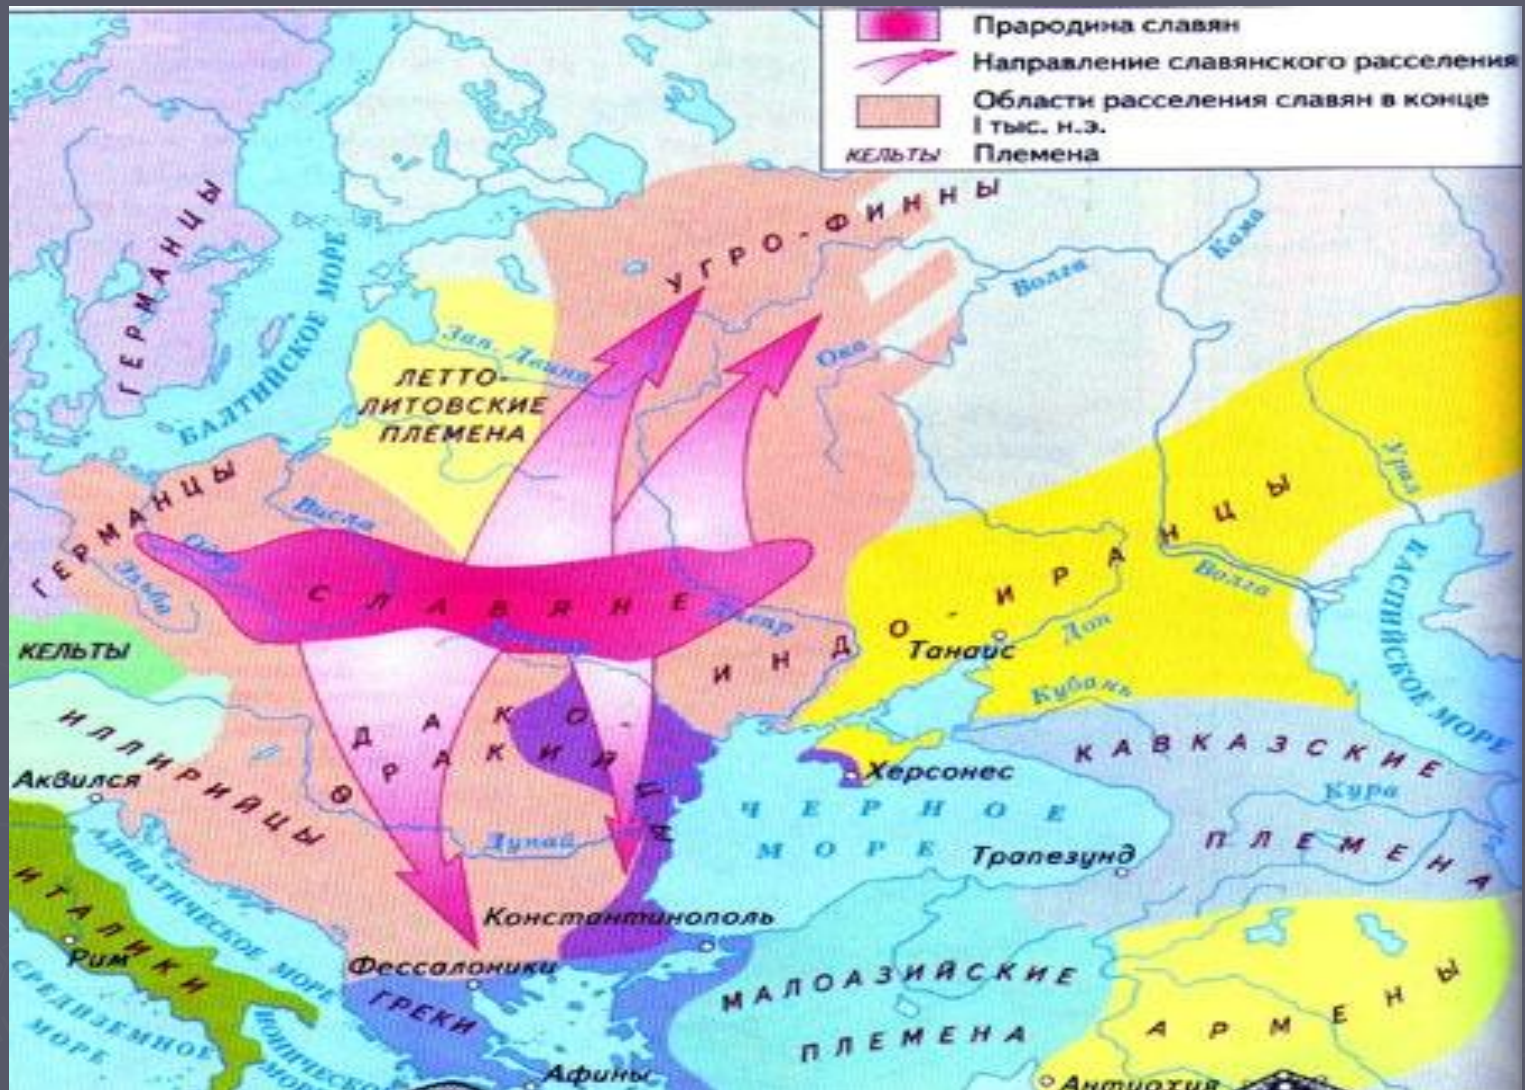 Прародина славян
Направление славянского расселения
Области расселения славян в конце
I тыс. н.э.
КЕЛЬТЫ Племена
ГЕРМАНЦЫ
БАЛТИЙСКОЕ МОРЕ
УГРО-ФИННЫ
Кама
Волга
Зап. Двина
Ока
ЛЕТТО-
ЛИТОВСКИЕ
ПЛЕМЕНА
Урал
ГЕРМАНЦЫ
Висла
Одер
Эльба
СЛАВЯНЕ
Днепр
ИНДО-ИРАНЦЫ
Волга
Дон
Танаис
КАСПИЙСКОЕ МОРЕ
КЕЛЬТЫ
Кубань
ИЛЛИРИЙЦЫ
ДАКО-
ФРАКИЙЦЫ
Аквилея
Херсонес
КАВКАЗСКИЕ
ПЛЕМЕНА
Кура
ЧЕРНОЕ
МОРЕ
Дунай
Трапезунд
ИТАЛИКИ
АДРИАТИЧЕСКОЕ МОРЕ
Константинополь
Рим
Фессалоники
ГРЕКИ
МАЛОАЗИЙСКИЕ
ПЛЕМЕНА
АРМЕНЫ
СРЕДИЗЕМНОЕ
МОРЕ
ИОНИЧЕСКОЕ
МОРЕ
Афины
Антиохия